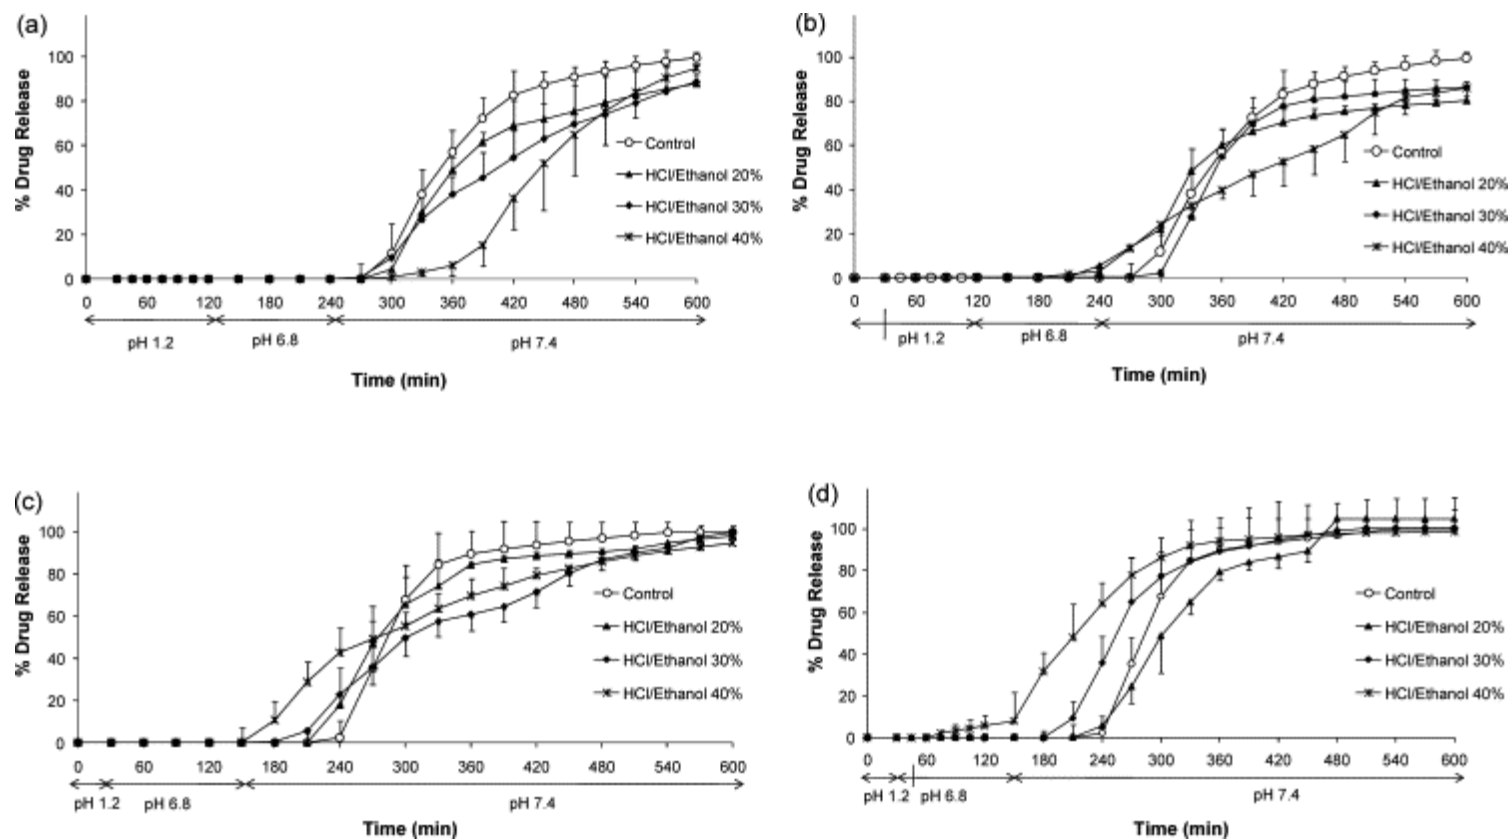 (a)
% Drug Release
100
80
60
40
20
0
Control
HCl/Ethanol 20%
HCl/Ethanol 30%
HCl/Ethanol 40%
0 60 120 180 240 300 360 420 480 540 600
pH 1.2 pH 6.8 pH 7.4
Time (min)
(b)
% Drug Release
100
80
60
40
20
0
Control
HCl/Ethanol 20%
HCl/Ethanol 30%
HCl/Ethanol 40%
0 60 120 180 240 300 360 420 480 540 600
pH 1.2 pH 6.8 pH 7.4
Time (min)
(c)
% Drug Release
100
80
60
40
20
0
Control
HCl/Ethanol 20%
HCl/Ethanol 30%
HCl/Ethanol 40%
0 60 120 180 240 300 360 420 480 540 600
pH 1.2 pH 6.8 pH 7.4
Time (min)
(d)
% Drug Release
100
80
60
40
20
0
Control
HCl/Ethanol 20%
HCl/Ethanol 30%
HCl/Ethanol 40%
0 60 120 180 240 300 360 420 480 540 600
pH 1.2 pH 6.8 pH 7.4
Time (min)